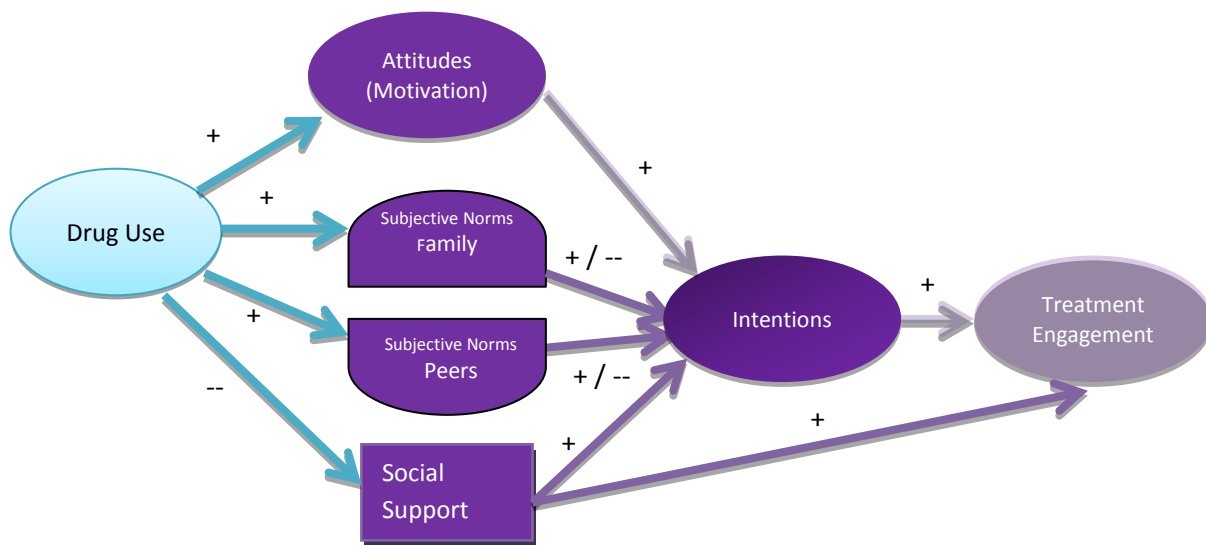 Attitudes
(Motivation)
+
+
+
Drug Use
Subjective Norms
Family
+ / --
+
Intentions
Treatment
Engagement
+
Subjective Norms
Peers
+ / --
--
+
+
Social
Support